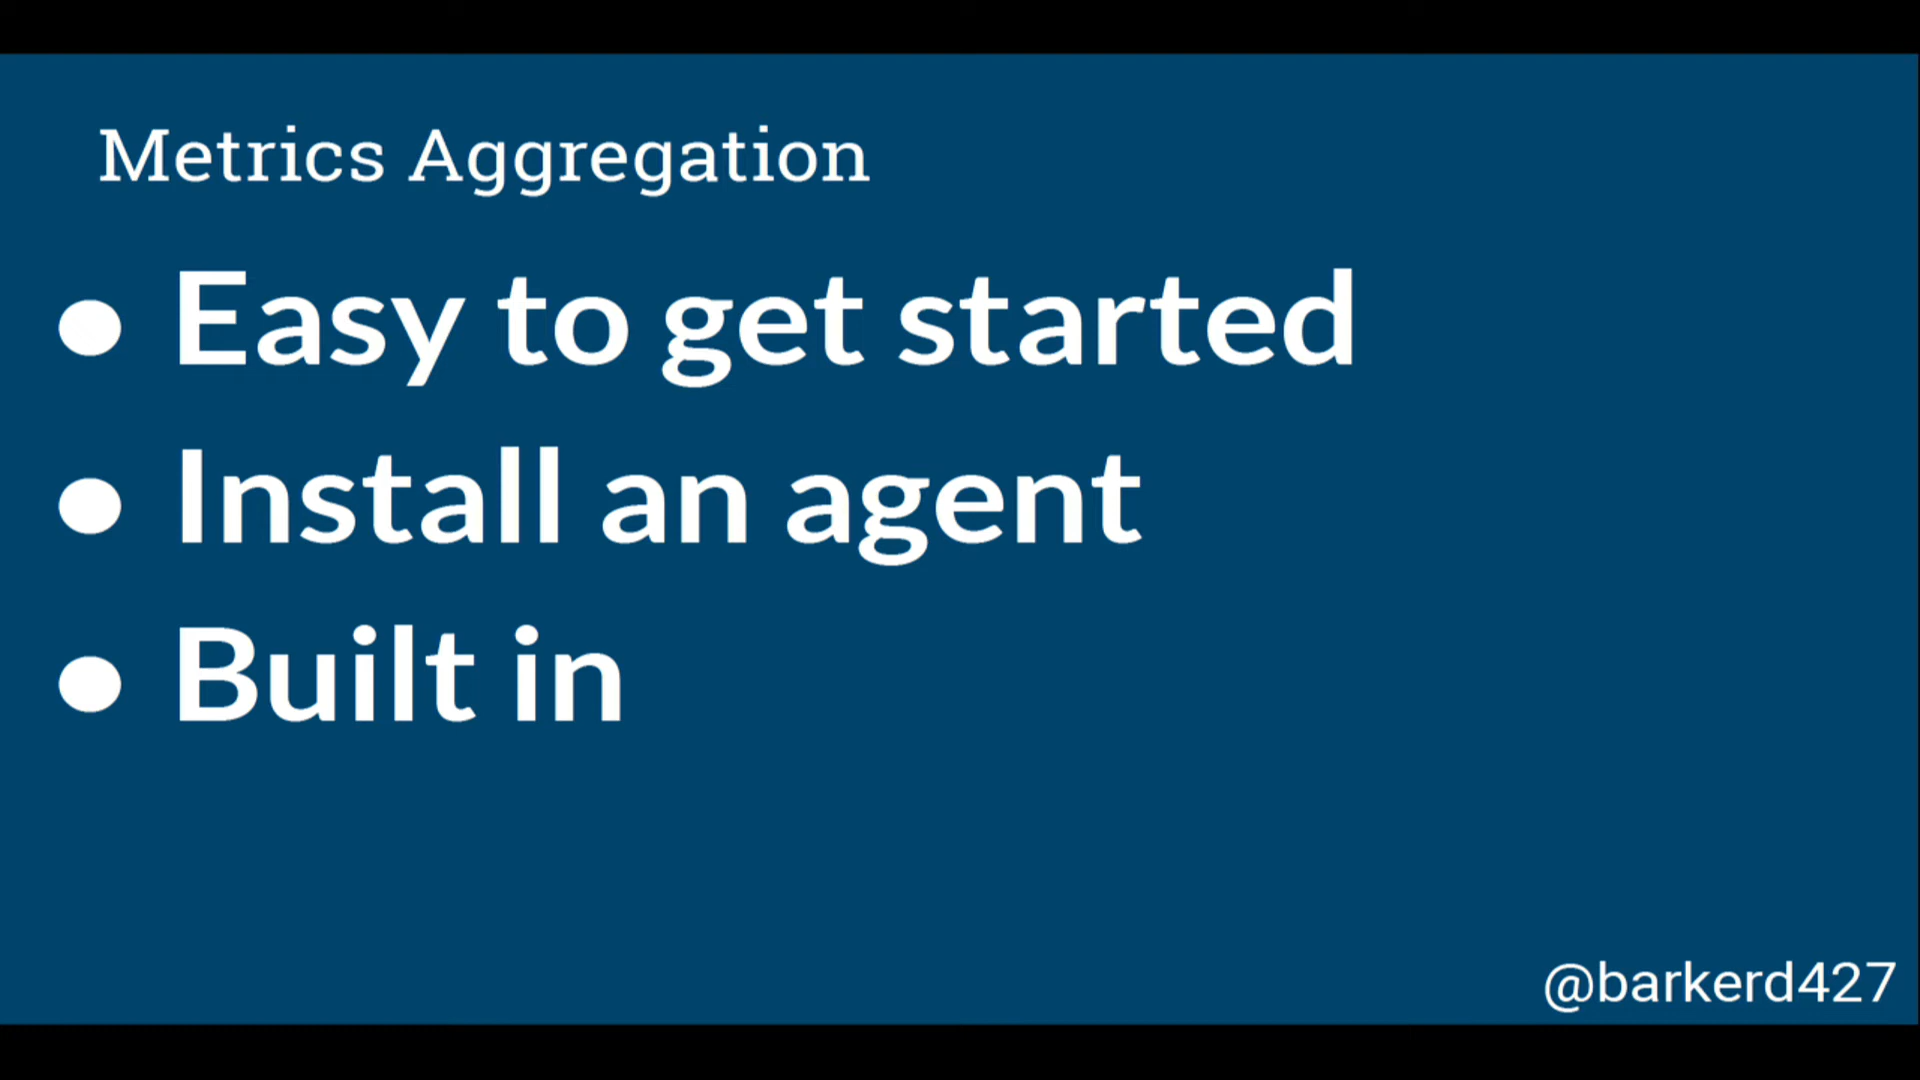 Metrics Aggregation
● Easy to get started
● Install an agent
● Built in
@barkerd427